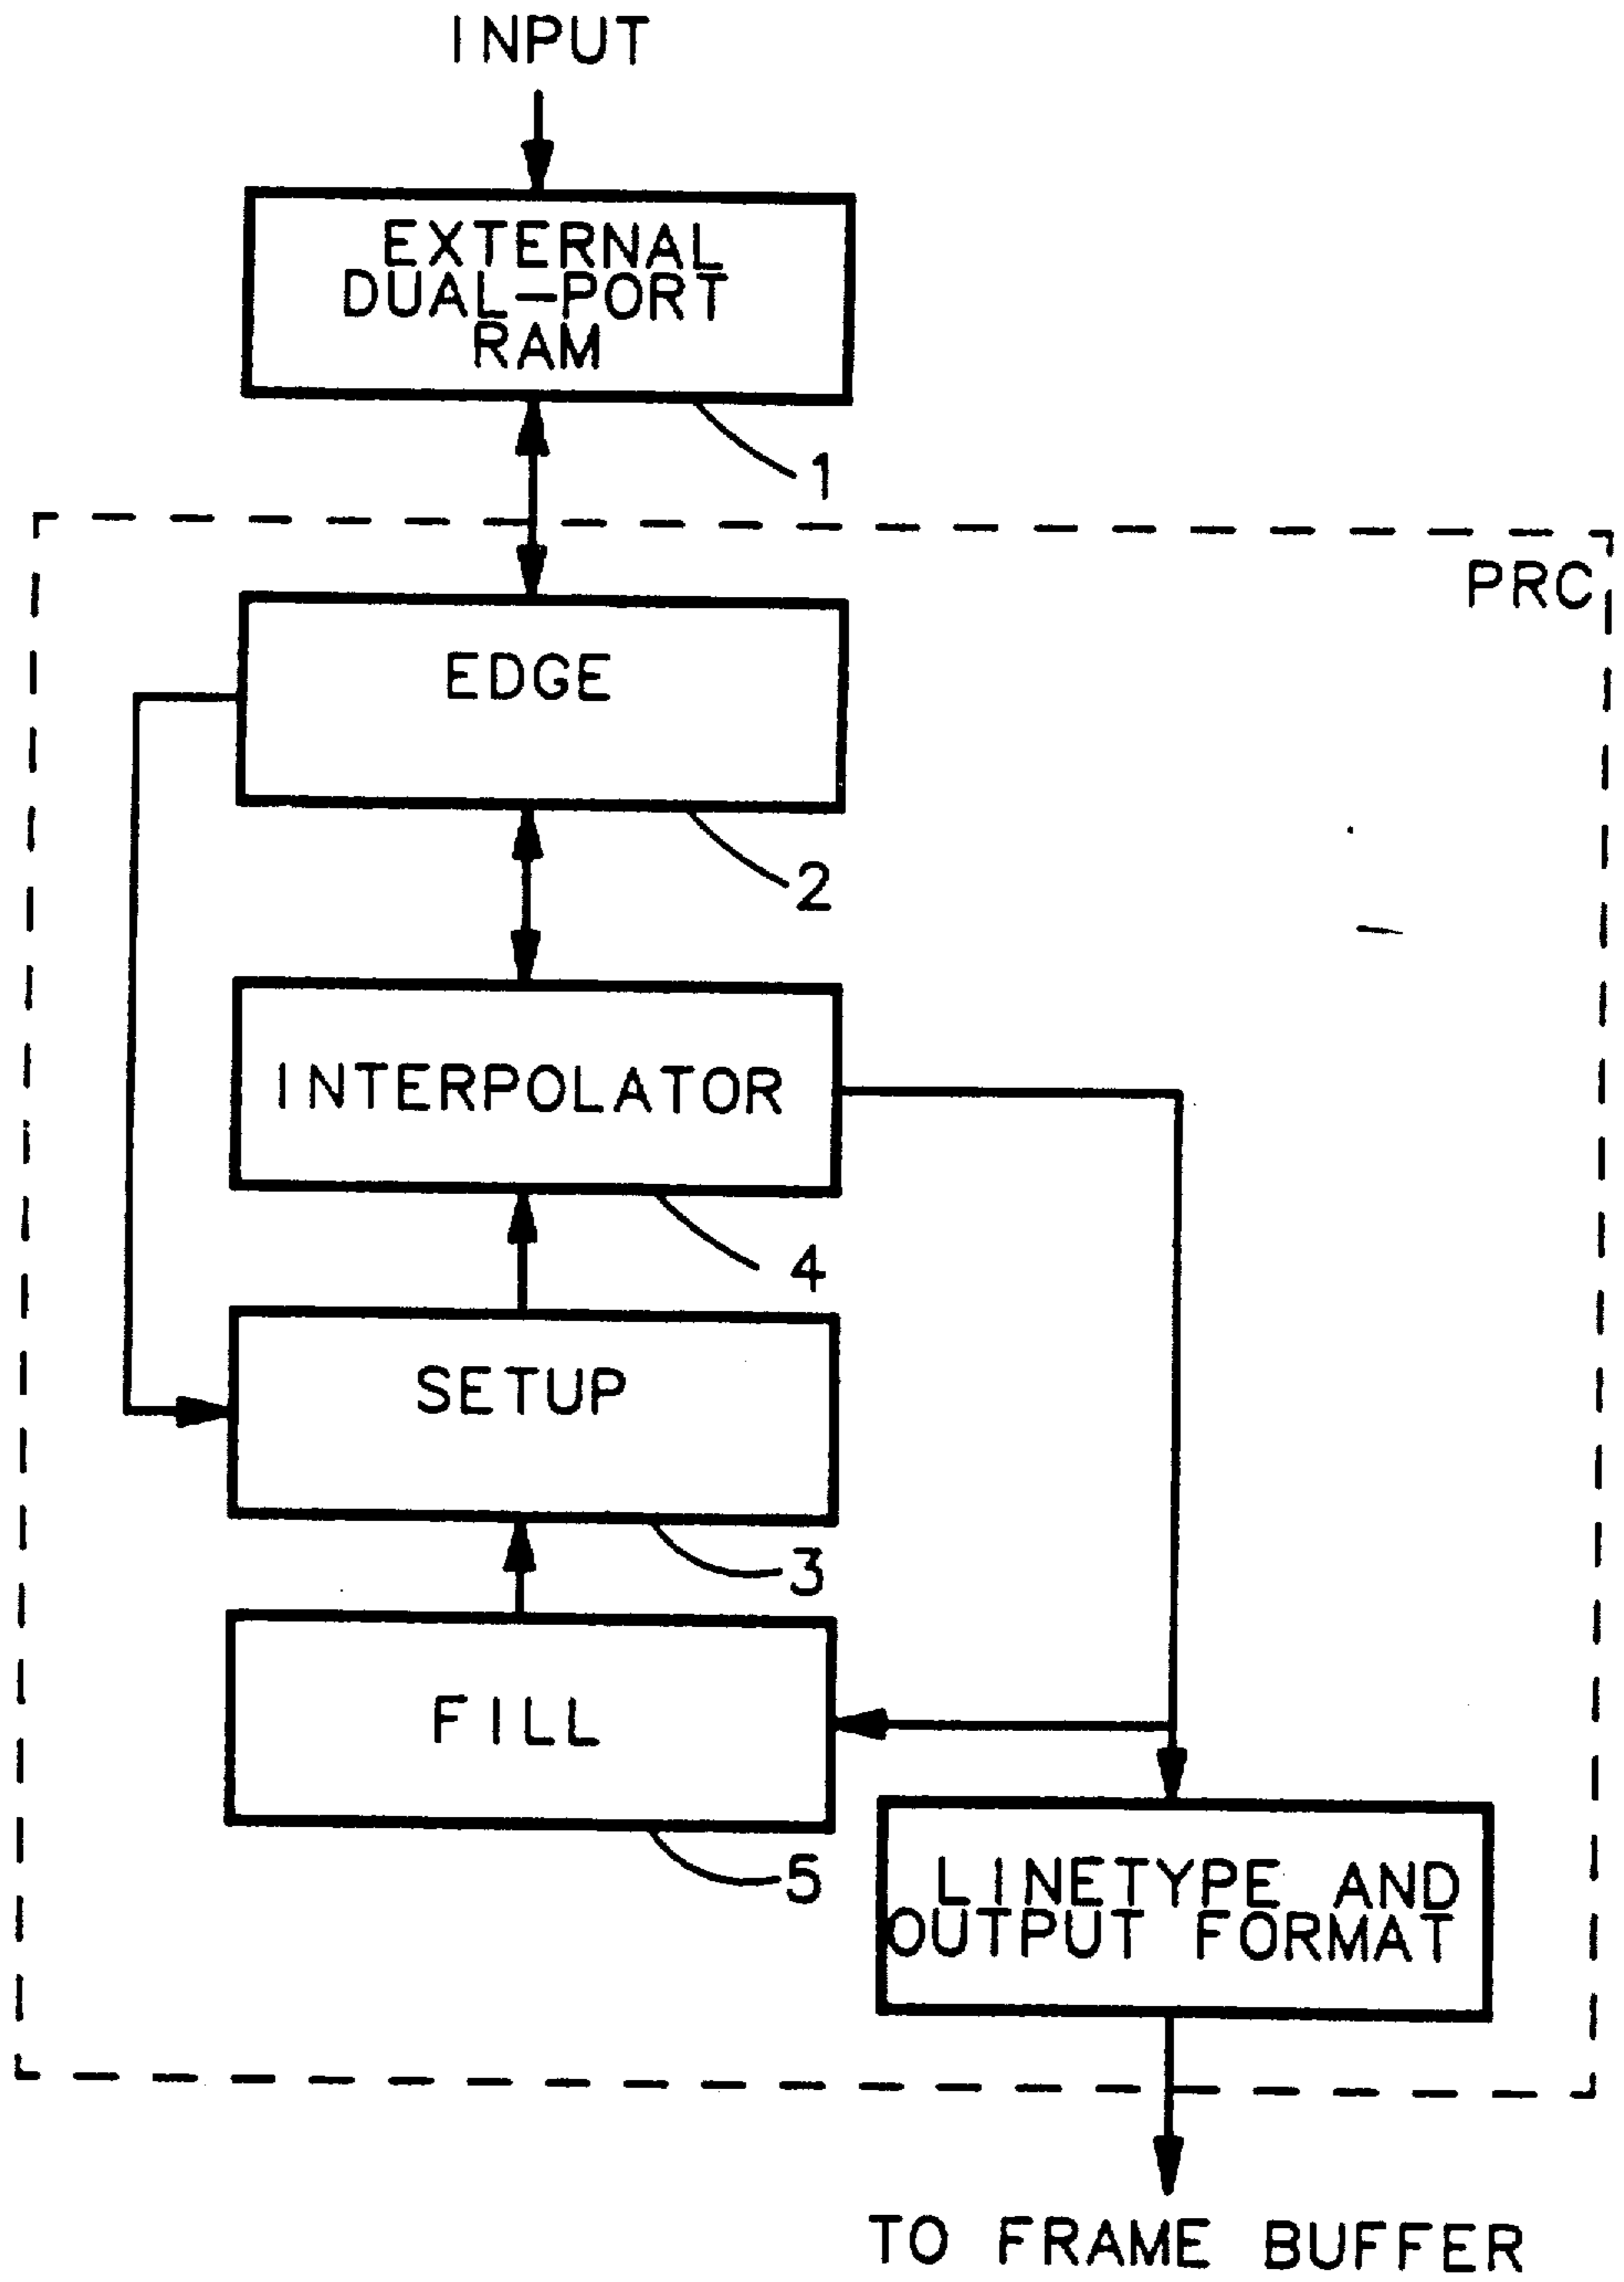 INPUT
EXTERNAL
DUAL-PORT
RAM
1
PRC
EDGE
2
INTERPOLATOR
4
SETUP
3
FILL
5
LINETYPE AND
OUTPUT FORMAT
TO FRAME BUFFER